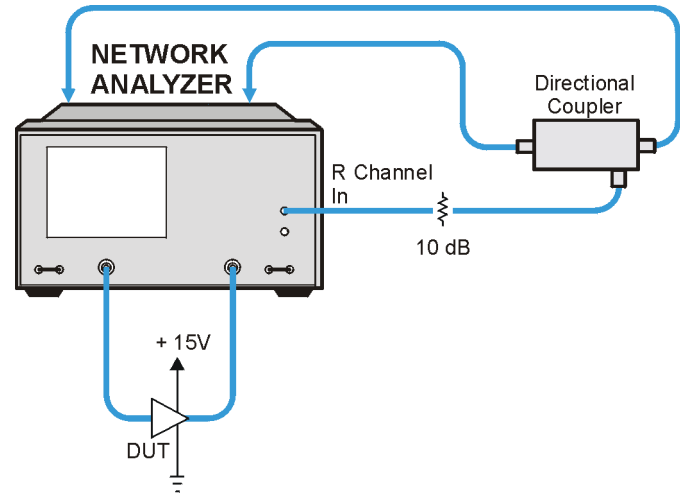 NETWORK
ANALYZER
Directional
Coupler
R Channel
In
10 dB
+ 15V
DUT